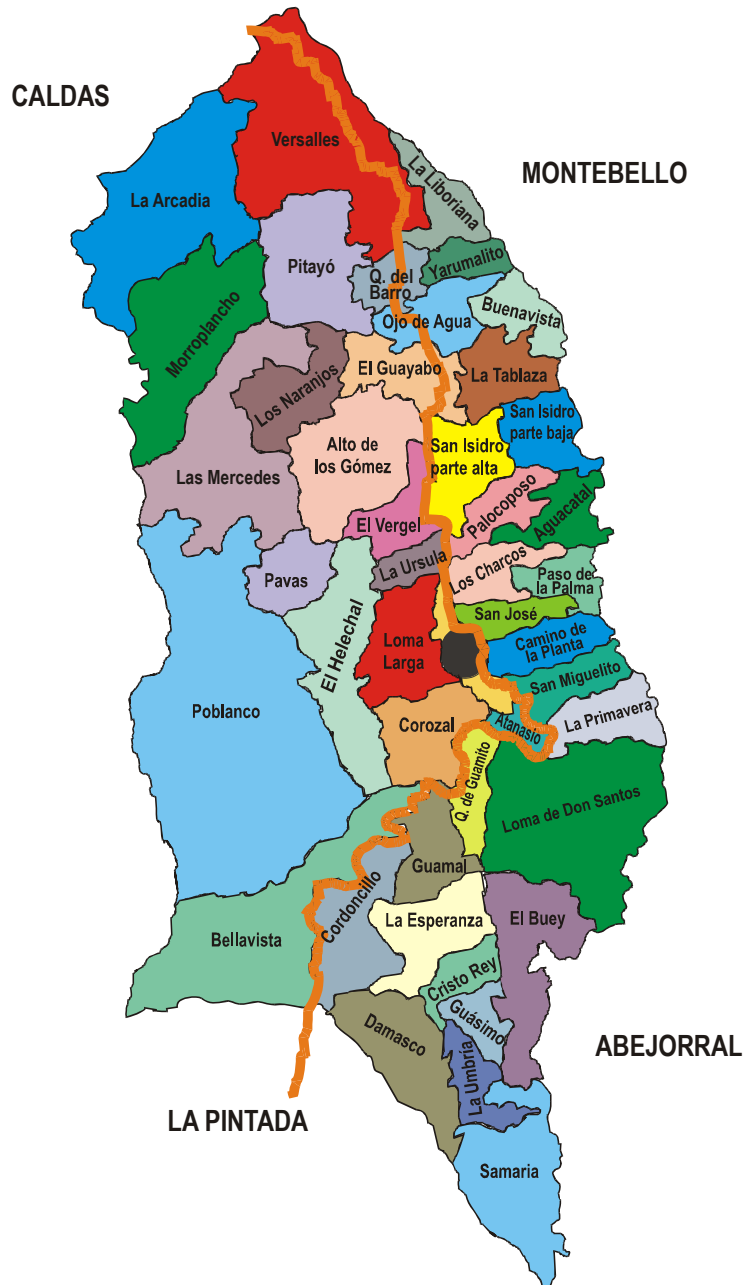 CALDAS
Versalles
MONTEBELLO
La Liboriana
La Arcadia
Pitayó
Q. del
Barro
Yarumalito
Buenavista
Ojo de Agua
Morroplancho
El Guayabo
La Tablaza
Los Naranjos
San Isidro
parte baja
Alto de
los Gómez
San Isidro
parte alta
Las Mercedes
Palocoposo
Aguacatal
El Vergel
La Ursula
Los Charcos
Pavas
Paso de
la Palma
San José
El Helechal
Loma
Larga
Camino de
la Planta
San Miguelito
Poblanco
Corozal
Atanasio
La Primavera
Q. de Guamito
Loma de Don Santos
Guamal
Cordoncillo
La Esperanza
El Buey
Bellavista
Cristo Rey
Guásimo
Damasco
ABEJORRAL
La Umbría
LA PINTADA
Samaria